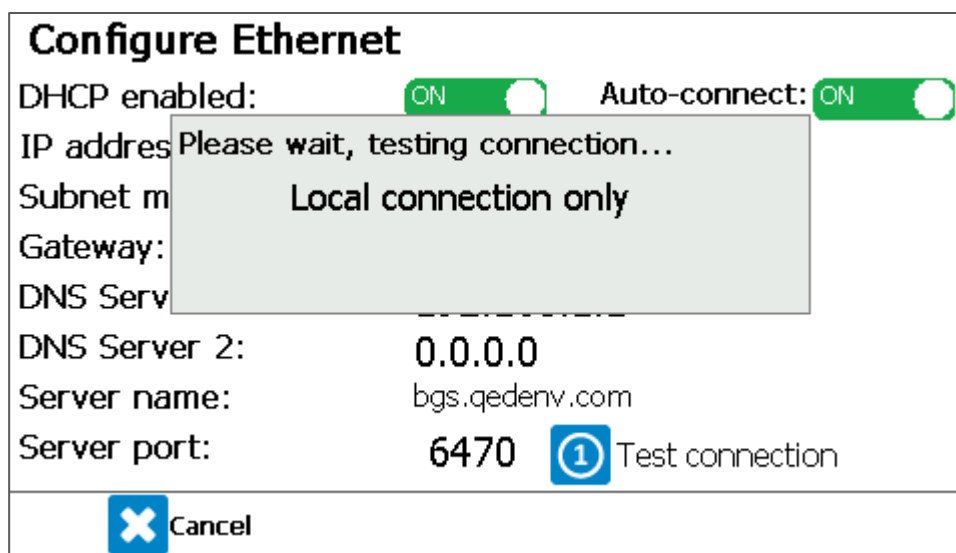 Configure Ethernet
DHCP enabled: ON Auto-connect: ON
IP addres
Please wait, testing connection...
Subnet m
Local connection only
Gateway:
DNS Serv
DNS Server 2: 0.0.0.0
Server name: bgs.qedenv.com
Server port: 6470 1 Test connection
Cancel